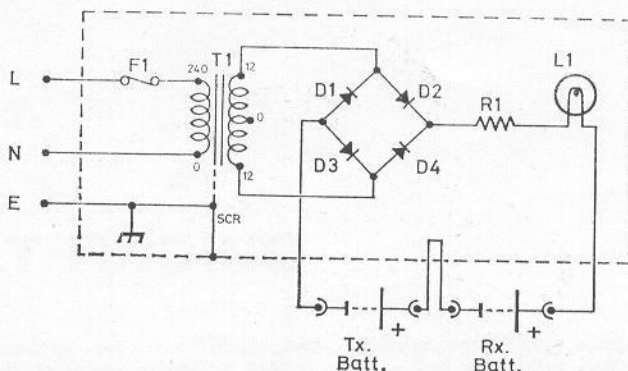 F1
T1
L1
L
240
12
D1
D2
R1
0
N
0
D3
D4
12
E
SCR
+
+
Tx.
Batt.
Rx.
Batt.